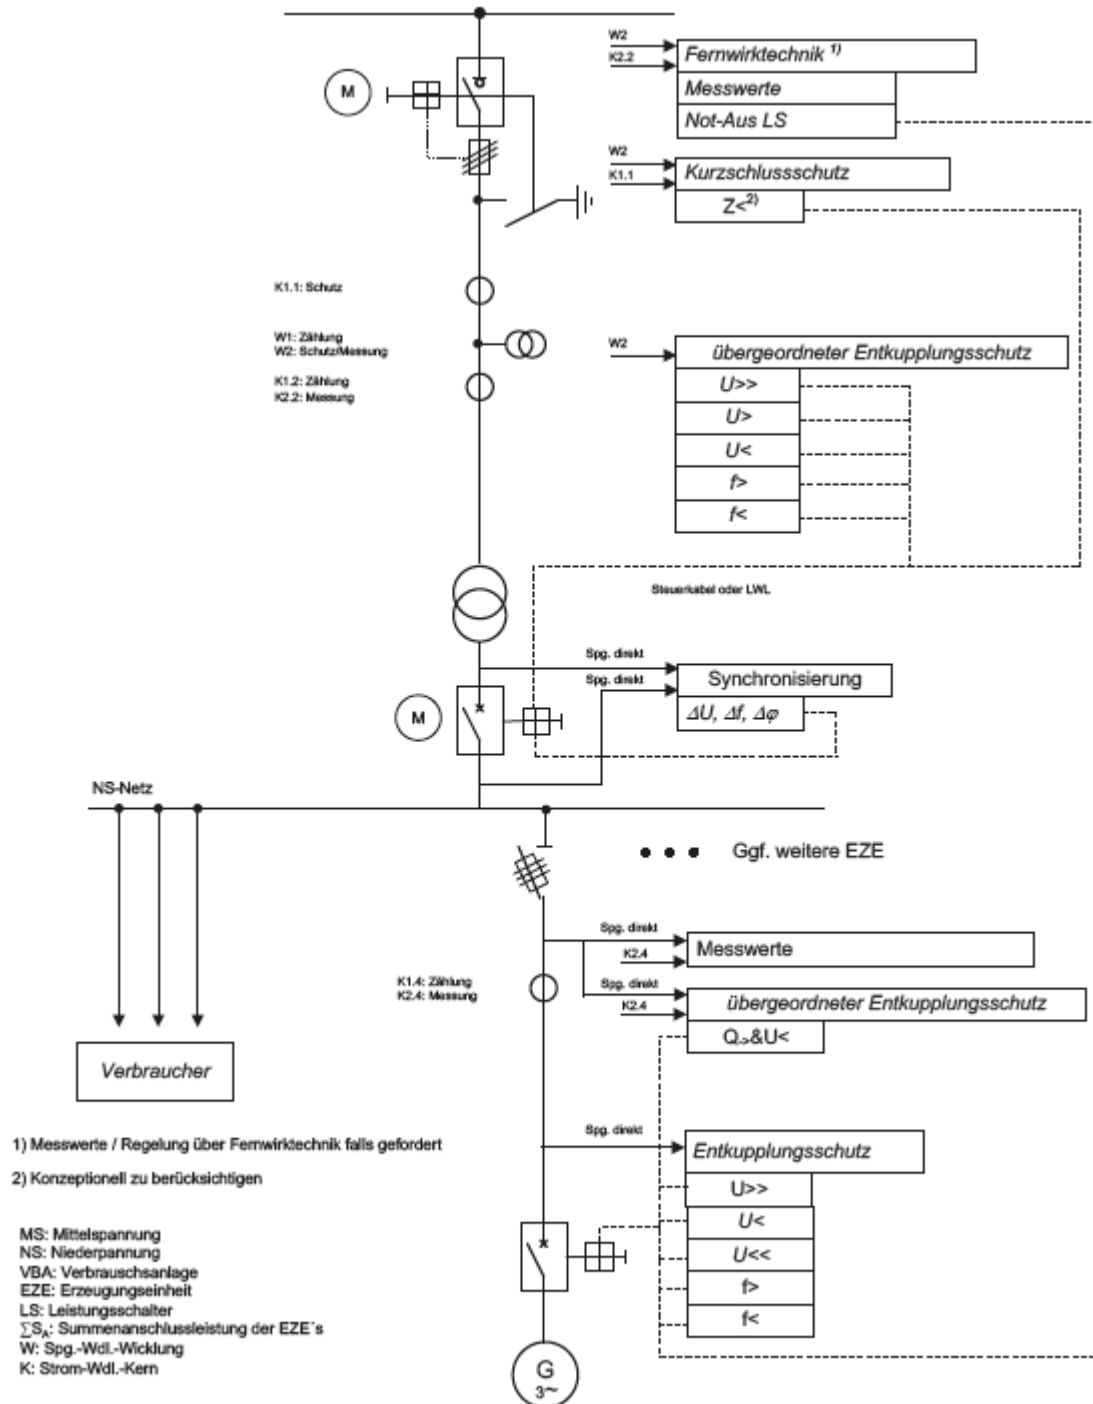 W2
K2.2
Fernwirktechnik 1)
Messwerte
Not-Aus LS
M
W2
K1.1
Kurzschlussschutz
Z<2)
K1.1: Schutz
W1: Zählung
W2: Schutz/Messung
K1.2: Zählung
K2.2: Messung
W2
übergeordneter Entkupplungsschutz
U>>
U>
U<
f>
f<
Steuerkabel oder LWL
Spg. direkt
Spg. direkt
Synchronisierung
ΔU, Δf, Δφ
M
NS-Netz
Ggf. weitere EZE
Spg. direkt
K2.4
Messwerte
K1.4: Zählung
K2.4: Messung
Spg. direkt
K2.4
übergeordneter Entkupplungsschutz
Q->&U<
Verbraucher
Spg. direkt
Entkupplungsschutz
U>>
U<
U<<
f>
f<
1) Messwerte / Regelung über Fernwirktechnik falls gefordert
2) Konzeptionell zu berücksichtigen
MS: Mittelspannung
NS: Niederpannung
VBA: Verbrauschsanlage
EZE: Erzeugungseinheit
LS: Leistungsschalter
∑SA: Summenanschlussleistung der EZE´s
W: Spg.-Wdl.-Wicklung
K: Strom-Wdl.-Kern
G
3~